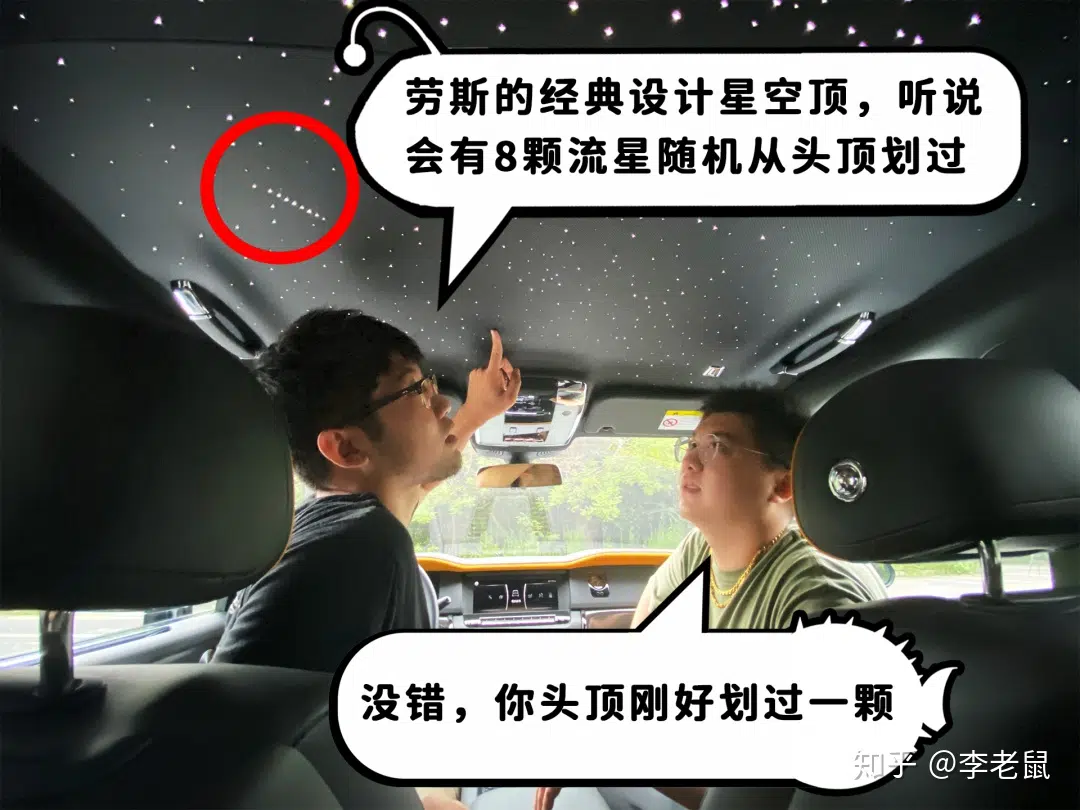 劳斯的经典设计星空顶，听说
会有8颗流星随机从头顶划过
没错，你头顶刚好划过一颗
知乎 @李老鼠